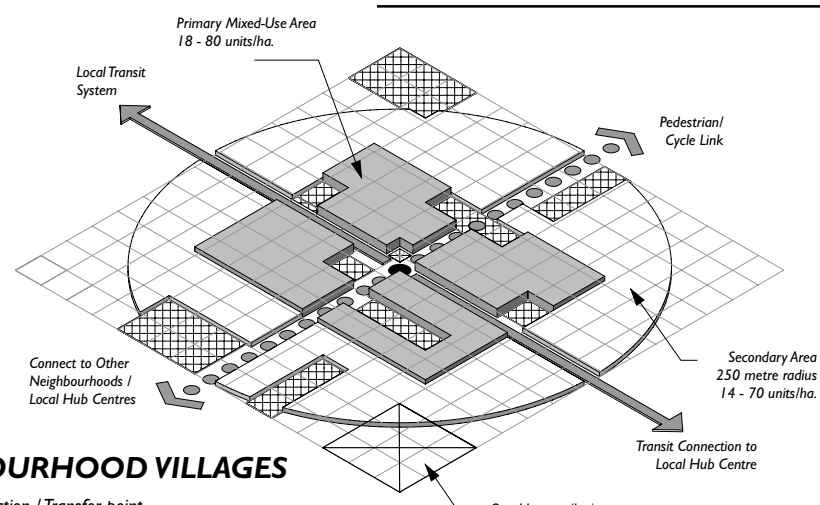 Primary Mixed-Use Area
18 - 80 units/ha.
Local Transit
System
Pedestrian/
Cycle Link
Connect to Other
Neighbourhoods /
Local Hub Centres
Secondary Area
250 metre radius
14 - 70 units/ha.
Transit Connection to
Local Hub Centre
OURHOOD VILLAGES
/ Transfer point